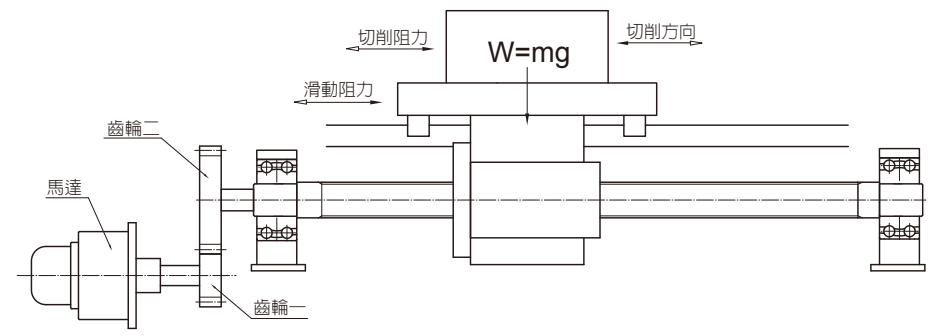 切削阻力
切削方向
W=mg
滑動阻力
齒輪二
馬達
齒輪一